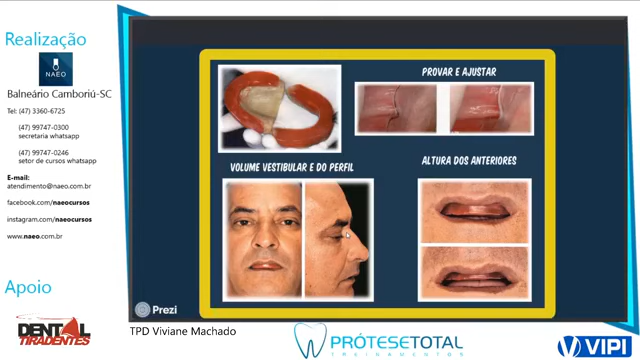 Realização
NAEO
Balneário Camboriú-SC
Tel: (47) 3360-6725
(47) 99747-0300
secretaria whatsapp
(47) 99747-0246
setor de cursos whatsapp
E-mail:
atendimento@naeo.com.br
facebook.com/naeocursos
instagram.com/naeocursos
www.naeo.com.br
Apoio
DENTAL
TIRADENTES
PROVAR E AJUSTAR
VOLUME VESTIBULAR E DO PERFIL
ALTURA DOS ANTERIORES
Prezi
TPD Viviane Machado
PRÓTESETOTAL
TREINAMENTOS
VIPI